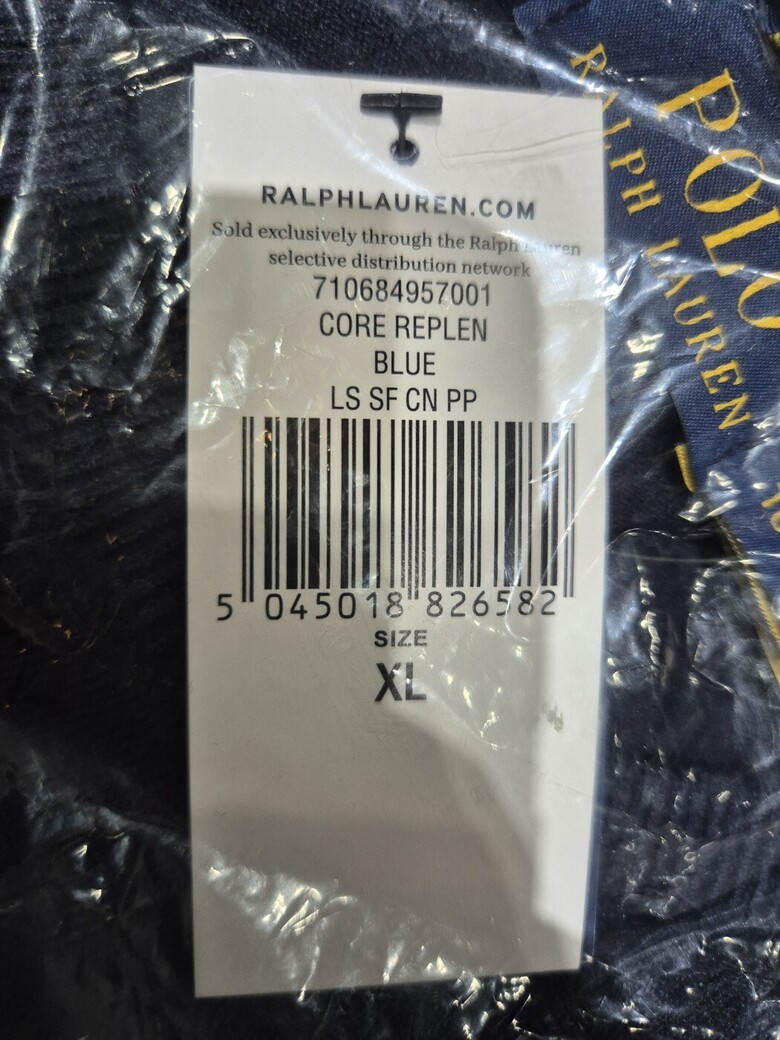 RALPHLAUREN.COM
Sold exclusively through the Ralph Lauren
selective distribution network
710684957001
CORE REPLEN
BLUE
LS SF CN PP
5 045018 826582
SIZE
XL
POLO
RALPH LAUREN